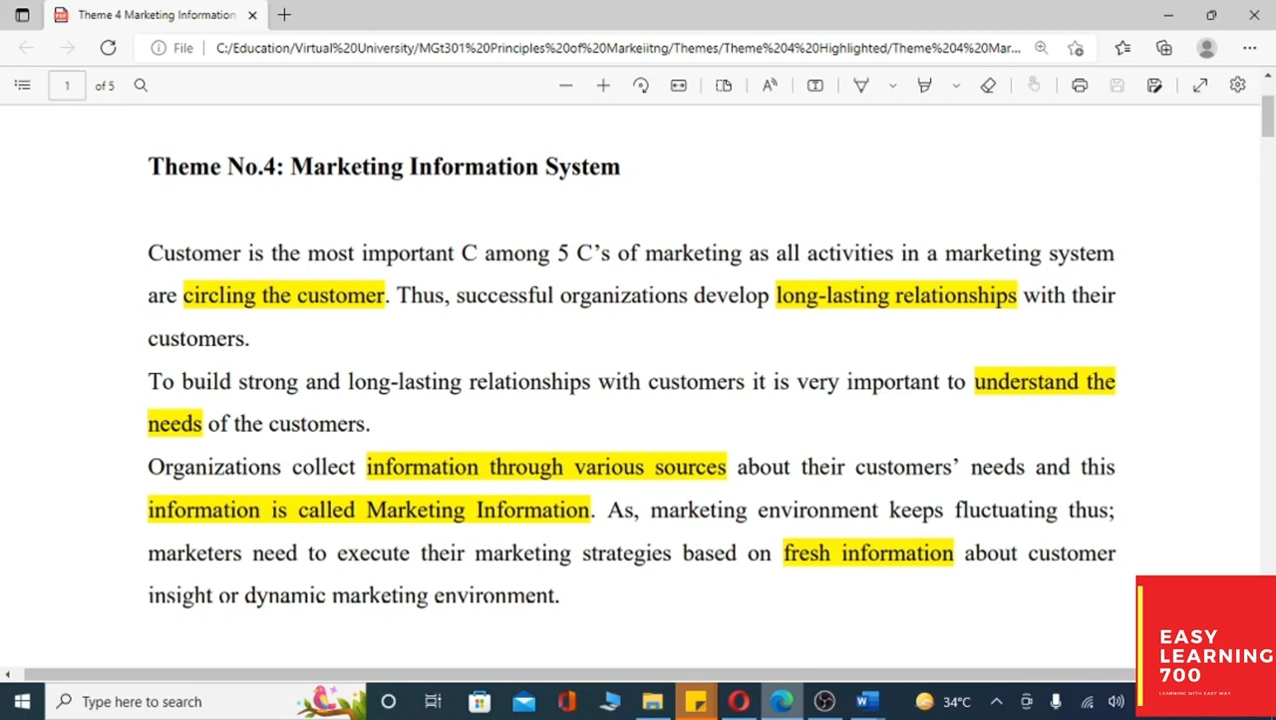 Theme 4 Marketing Information
File
C:/Education/Virtual%20University/MGt301%20Principles%20of%20Markeiitng/Themes/Theme%204%20Highlighted/Theme%204%20Mar...
1 of 5
Theme No.4: Marketing Information System
Customer is the most important C among 5 C’s of marketing as all activities in a marketing system
are circling the customer. Thus, successful organizations develop long-lasting relationships with their
customers.
To build strong and long-lasting relationships with customers it is very important to understand the
needs of the customers.
Organizations collect information through various sources about their customers’ needs and this
information is called Marketing Information. As, marketing environment keeps fluctuating thus;
marketers need to execute their marketing strategies based on fresh information about customer
insight or dynamic marketing environment.
EASY
LEARNING
700
LEARNING WITH EASY WAY
Type here to search
34°C